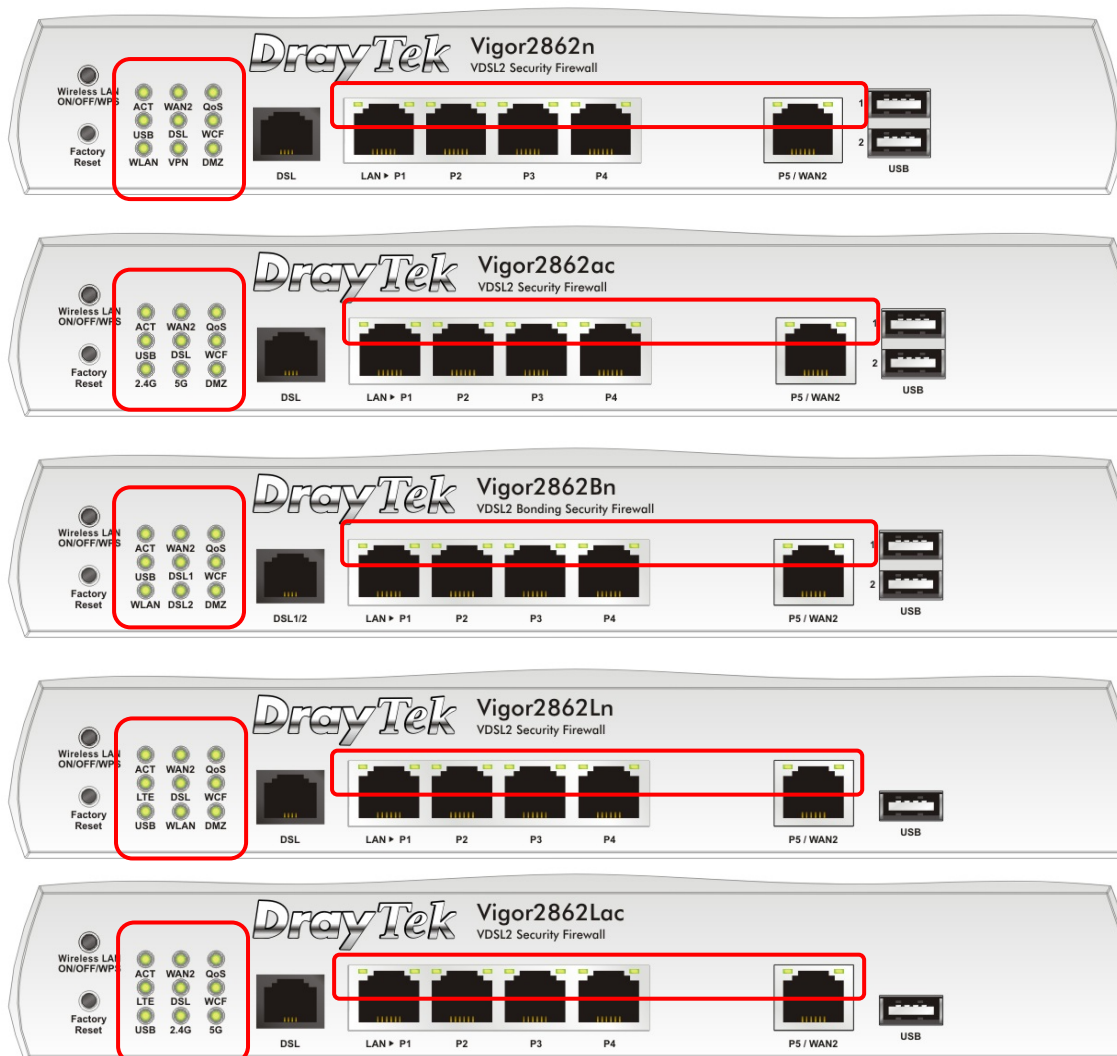 DrayTek Vigor2862n
VDSL2 Security Firewall
Wireless LAN
ON/OFF/WPS
Factory
Reset
ACT WAN2 QoS
USB DSL WCF
WLAN VPN DMZ
DSL
LAN ▸ P1 P2 P3 P4
P5 / WAN2
1
2
USB
DrayTek Vigor2862ac
VDSL2 Security Firewall
Wireless LAN
ON/OFF/WPS
Factory
Reset
ACT WAN2 QoS
USB DSL WCF
2.4G 5G DMZ
DSL
LAN ▸ P1 P2 P3 P4
P5 / WAN2
1
2
USB
DrayTek Vigor2862Bn
VDSL2 Bonding Security Firewall
Wireless LAN
ON/OFF/WPS
Factory
Reset
ACT WAN2 QoS
USB DSL1 WCF
WLAN DSL2 DMZ
DSL1/2
LAN ▸ P1 P2 P3 P4
P5 / WAN2
1
2
USB
DrayTek Vigor2862Ln
VDSL2 Security Firewall
Wireless LAN
ON/OFF/WPS
Factory
Reset
ACT WAN2 QoS
LTE DSL WCF
USB WLAN DMZ
DSL
LAN ▸ P1 P2 P3 P4
P5 / WAN2
USB
DrayTek Vigor2862Lac
VDSL2 Security Firewall
Wireless LAN
ON/OFF/WPS
Factory
Reset
ACT WAN2 QoS
LTE DSL WCF
USB 2.4G 5G
DSL
LAN ▸ P1 P2 P3 P4
P5 / WAN2
USB